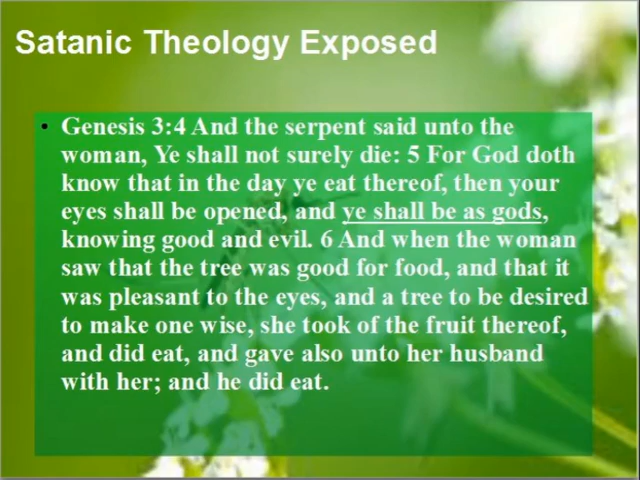 Satanic Theology Exposed
• Genesis 3:4 And the serpent said unto the
woman, Ye shall not surely die: 5 For God doth
know that in the day ye eat thereof, then your
eyes shall be opened, and ye shall be as gods,
knowing good and evil. 6 And when the woman
saw that the tree was good for food, and that it
was pleasant to the eyes, and a tree to be desired
to make one wise, she took of the fruit thereof,
and did eat, and gave also unto her husband
with her; and he did eat.